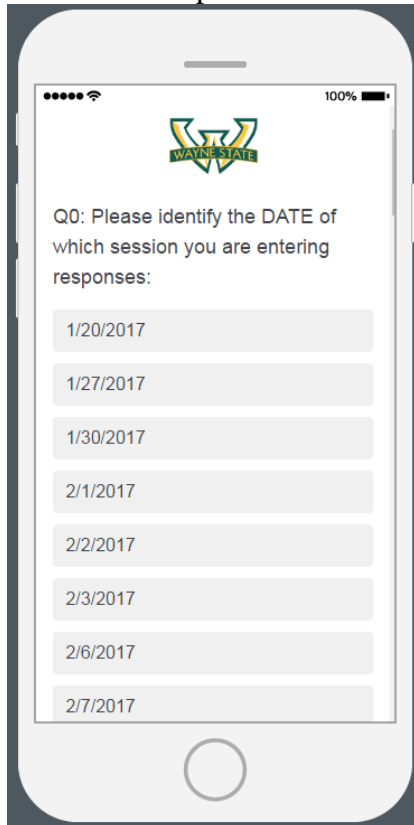 100%
WAYNE STATE
Q0: Please identify the DATE of
which session you are entering
responses:
1/20/2017
1/27/2017
1/30/2017
2/1/2017
2/2/2017
2/3/2017
2/6/2017
2/7/2017